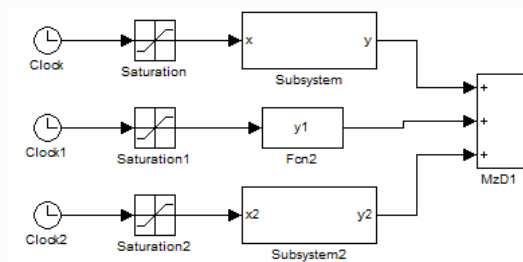 x y
Clock
Saturation
Subsystem
+
y1
+
Clock1
Saturation1
Fcn2
+
MzD1
x2 y2
Clock2
Saturation2
Subsystem2